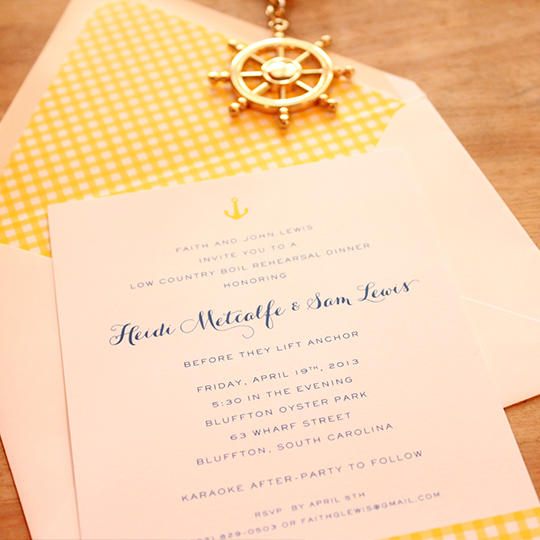 FAITH AND JOHN LEWIS
INVITE YOU TO A
LOW COUNTRY BOIL REHEARSAL DINNER
HONORING
Heidi Metcalfe & Sam Lewis
BEFORE THEY LIFT ANCHOR
FRIDAY, APRIL 19TH, 2013
5:30 IN THE EVENING
BLUFFTON OYSTER PARK
63 WHARF STREET
BLUFFTON, SOUTH CAROLINA
KARAOKE AFTER-PARTY TO FOLLOW
RSVP BY APRIL 5TH
829-0503 OR FAITHGLEWIS@GMAIL.COM